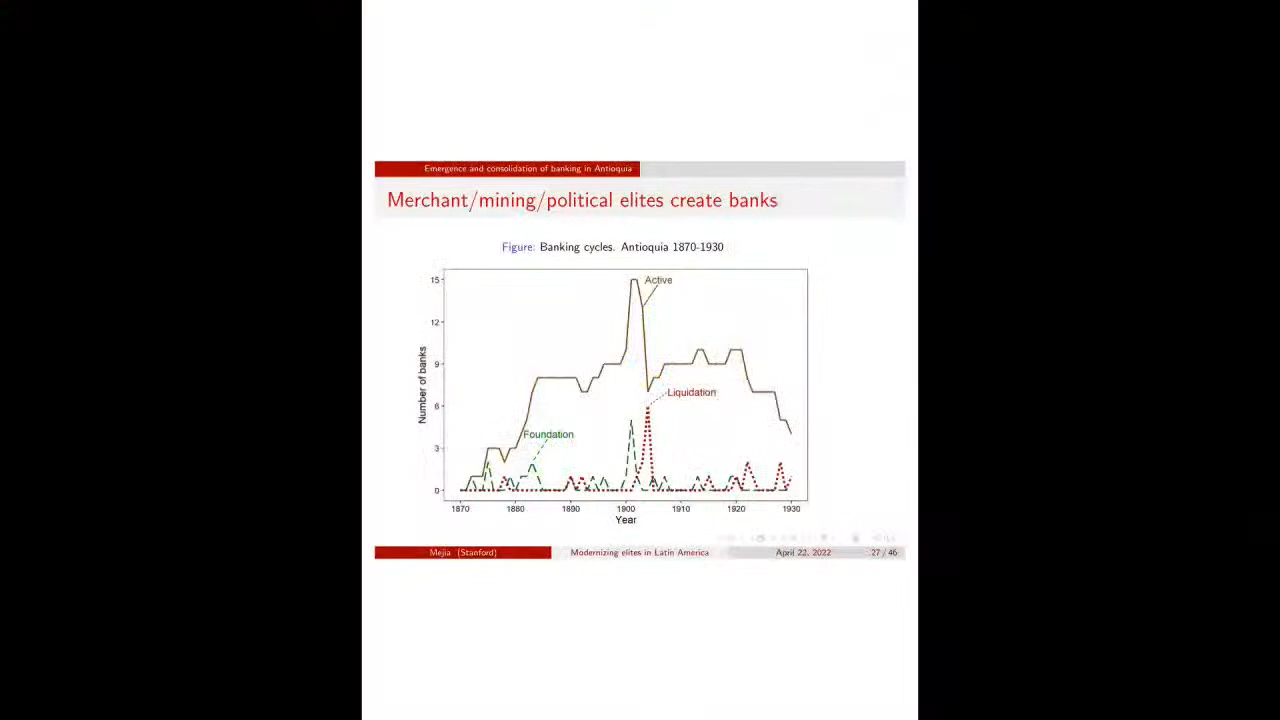 Emergence and consolidation of banking in Antioquia
Merchant/mining/political elites create banks
Figure: Banking cycles. Antioquia 1870-1930
15
12
9
6
3
0
Number of banks
Active
Liquidation
Foundation
1870 1880 1890 1900 1910 1920 1930
Year
Mejia (Stanford) Modernizing elites in Latin America April 22, 2022 27 / 46